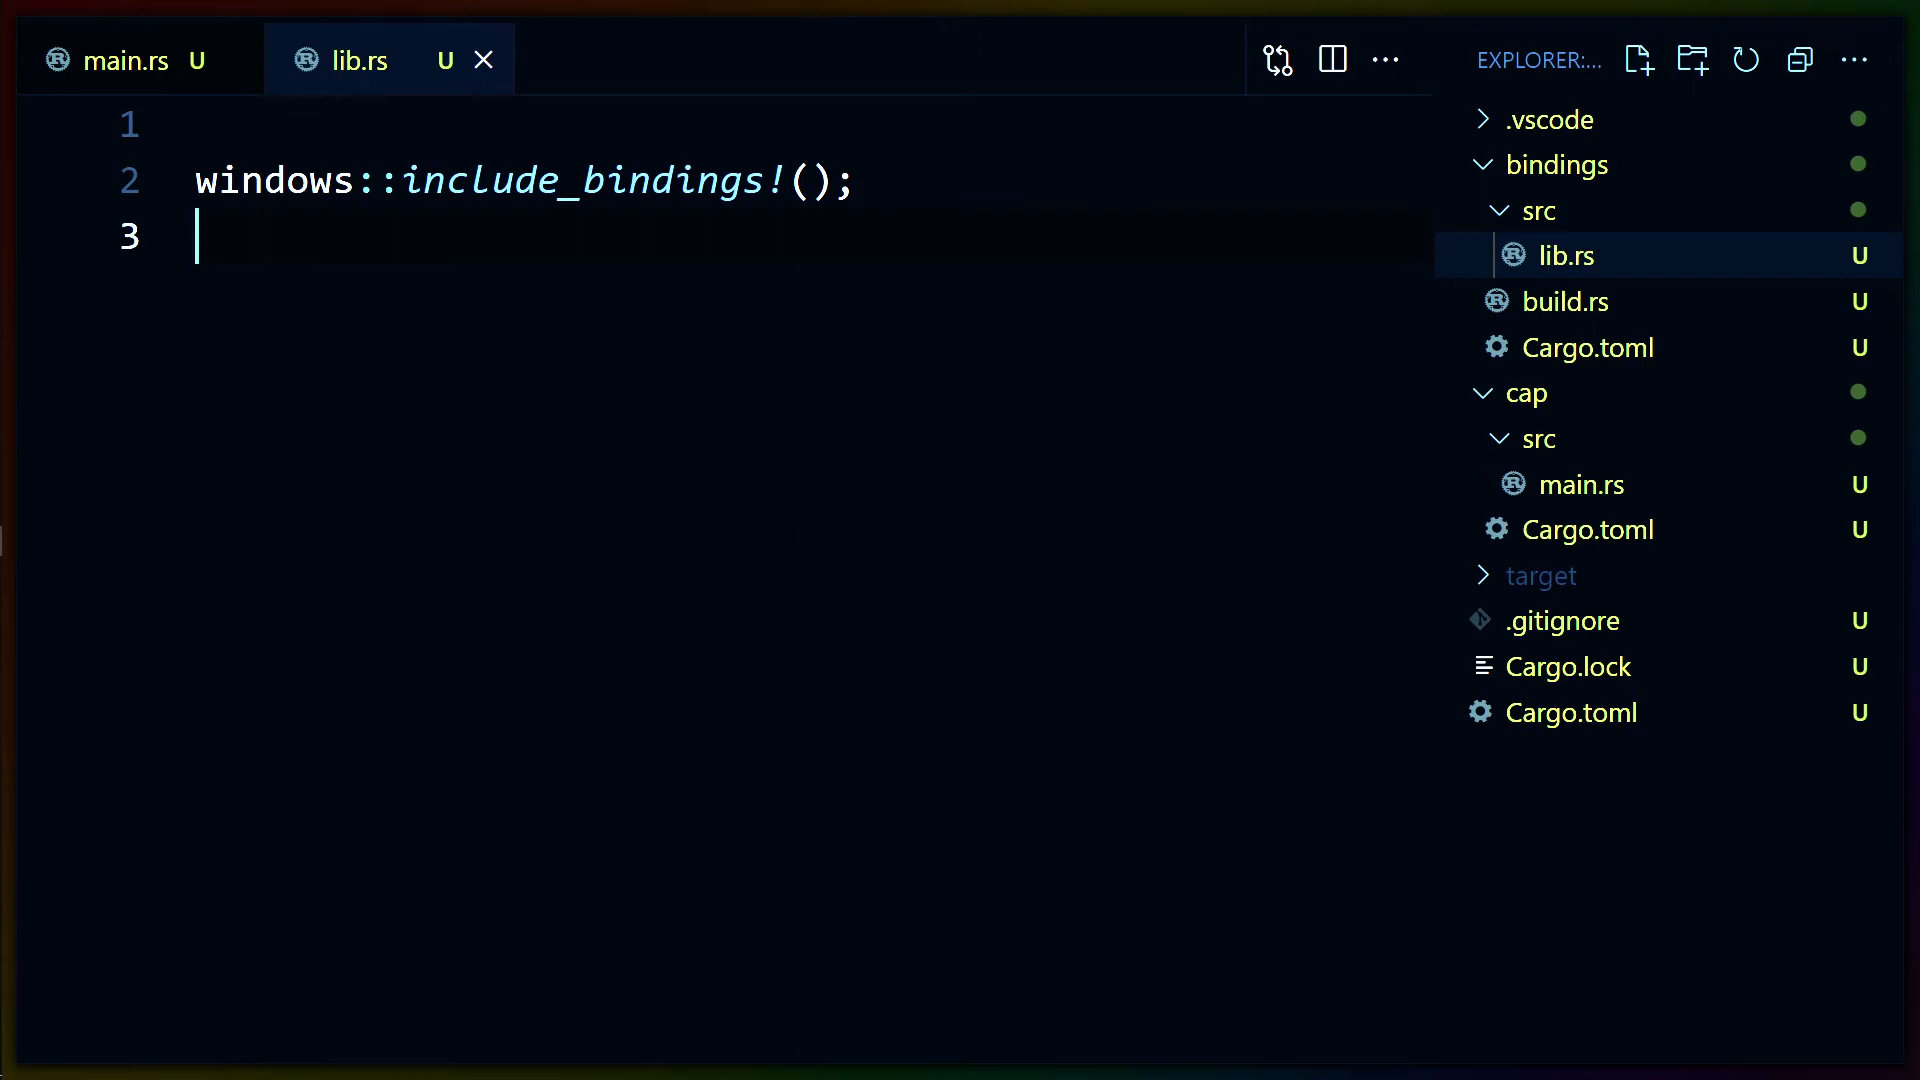 main.rs U
lib.rs U
EXPLORER:...
1
2 windows::include_bindings!();
3
.vscode
bindings
src
lib.rs U
build.rs U
Cargo.toml U
cap
src
main.rs U
Cargo.toml U
target
.gitignore U
Cargo.lock U
Cargo.toml U